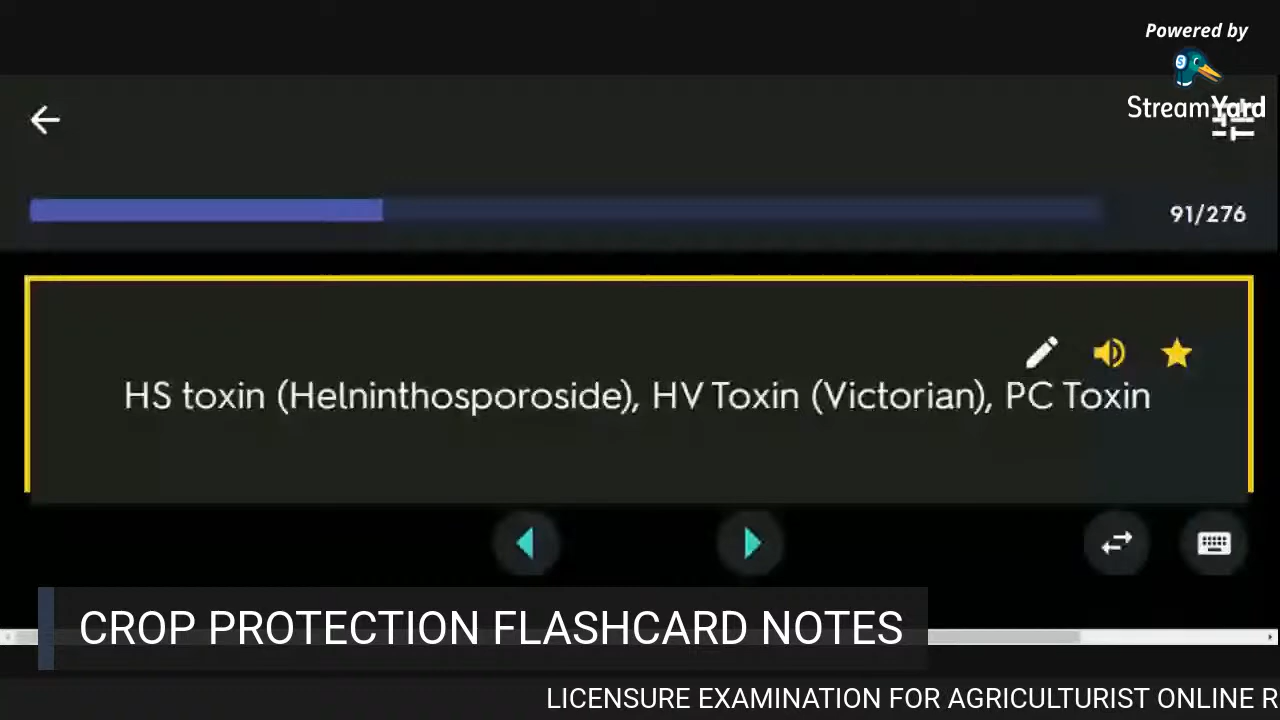 Powered by
StreamYard
91/276
HS toxin (Helninthosporoside), HV Toxin (Victorian), PC Toxin
CROP PROTECTION FLASHCARD NOTES
LICENSURE EXAMINATION FOR AGRICULTURIST ONLINE R